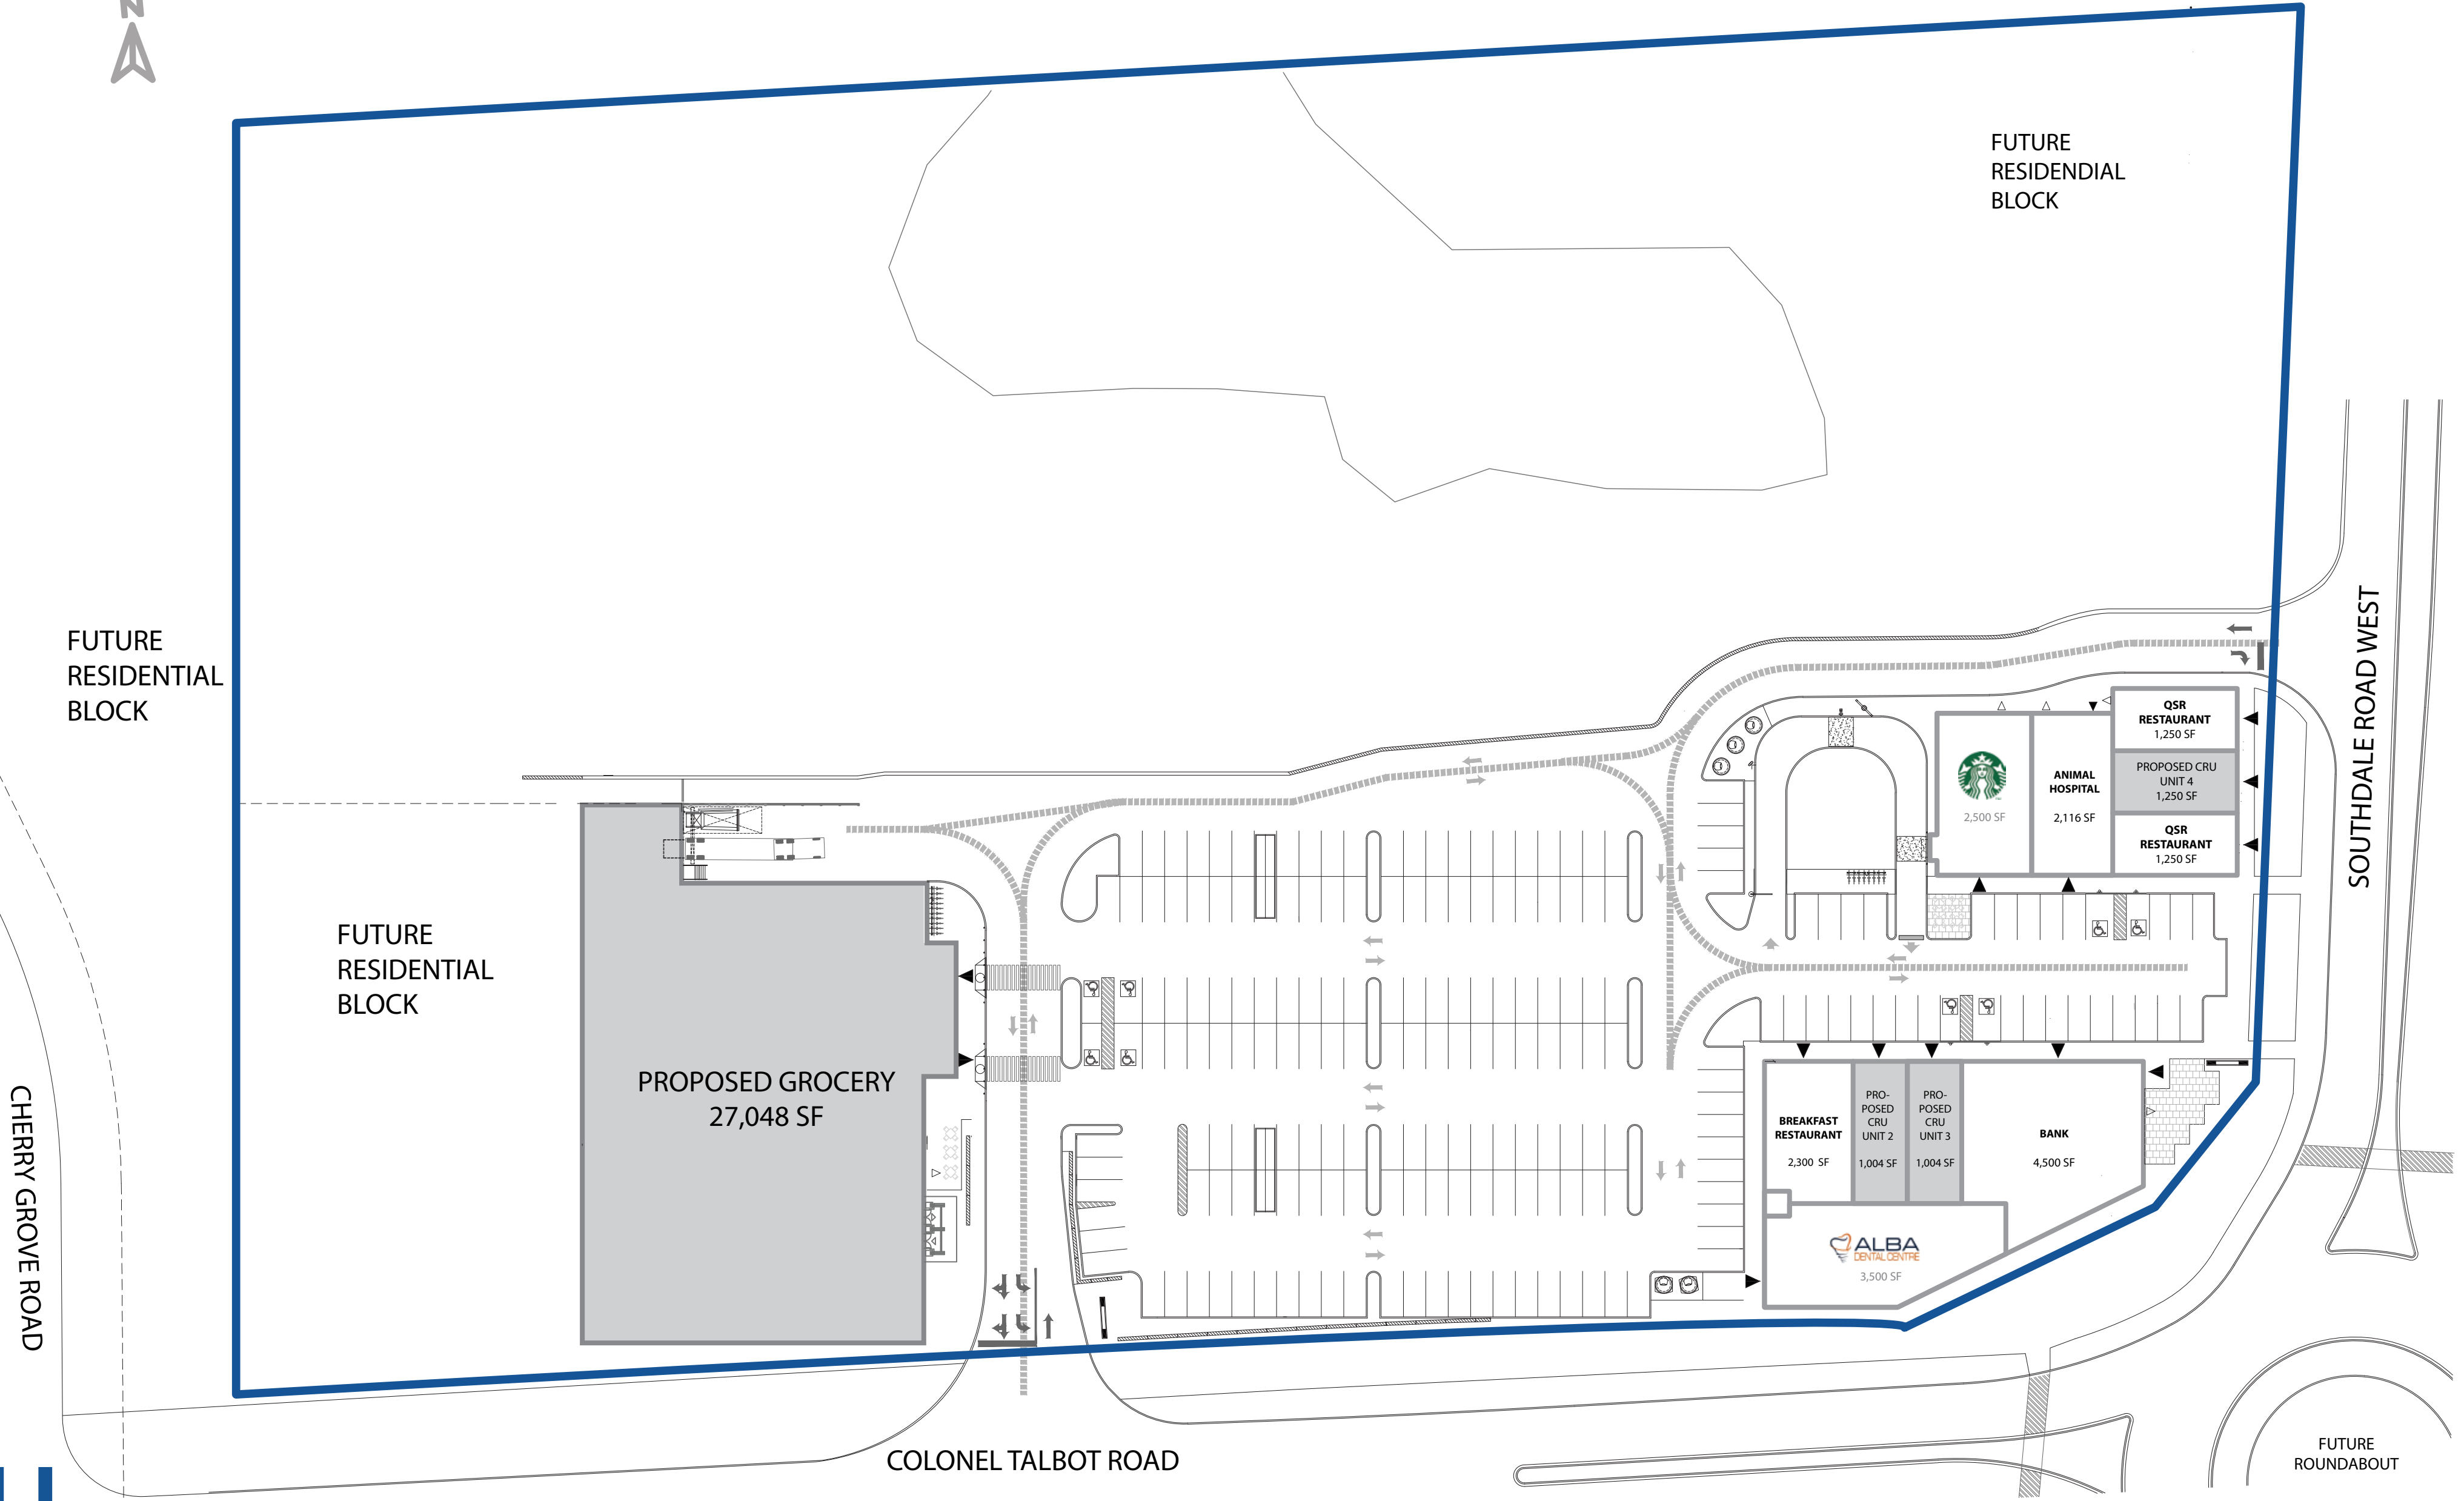 N
FUTURE
RESIDENDIAL
BLOCK
FUTURE
RESIDENTIAL
BLOCK
SOUTHDALE ROAD WEST
QSR
RESTAURANT
1,250 SF
PROPOSED CRU
UNIT 4
1,250 SF
QSR
RESTAURANT
1,250 SF
ANIMAL
HOSPITAL
2,116 SF
2,500 SF
FUTURE
RESIDENTIAL
BLOCK
PROPOSED GROCERY
27,048 SF
CHERRY GROVE ROAD
BREAKFAST
RESTAURANT
2,300 SF
PRO-
POSED
CRU
UNIT 2
1,004 SF
PRO-
POSED
CRU
UNIT 3
1,004 SF
BANK
4,500 SF
ALBA
DENTAL CENTRE
3,500 SF
COLONEL TALBOT ROAD
FUTURE
ROUNDABOUT